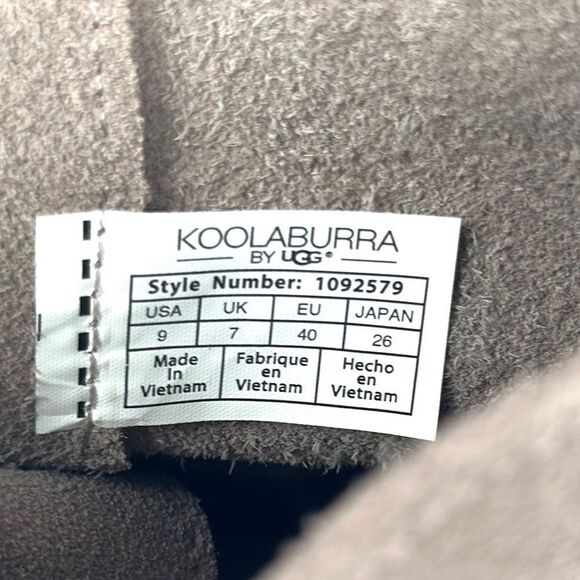 KOOLABURRA
BY UGG®
Style Number: 1092579
USA UK EU JAPAN
9 7 40 26
Made Fabrique Hecho
In en en
Vietnam Vietnam Vietnam